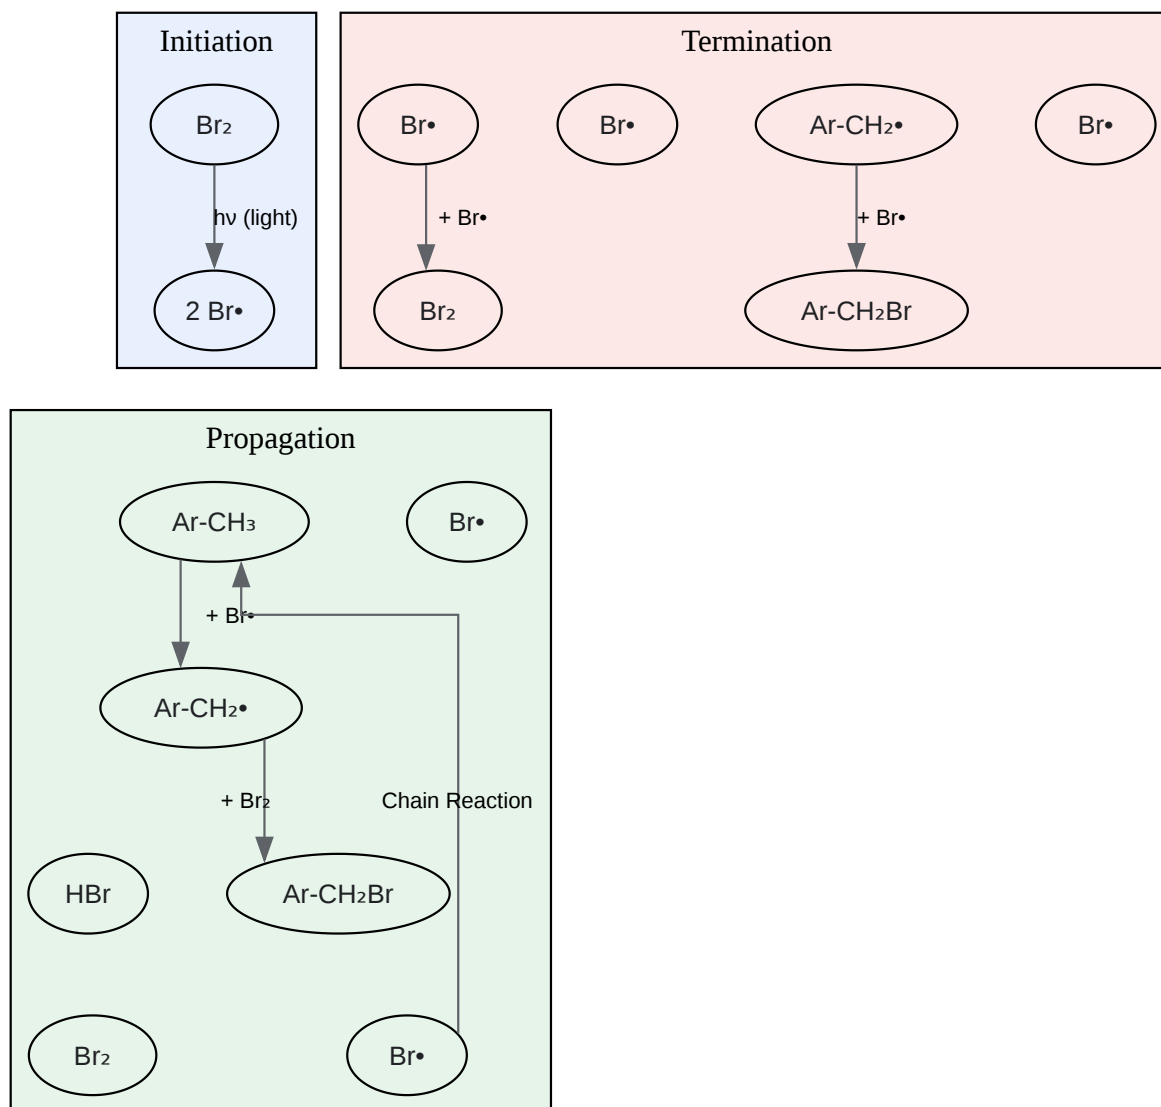 Initiation
Br₂
hν (light)
2 Br•
Termination
Br•
Br•
Ar-CH₂•
Br•
+ Br•
+ Br•
Br₂
Ar-CH₂Br
Propagation
Ar-CH₃
Br•
+ Br•
Ar-CH₂•
+ Br₂
Chain Reaction
HBr
Ar-CH₂Br
Br₂
Br•